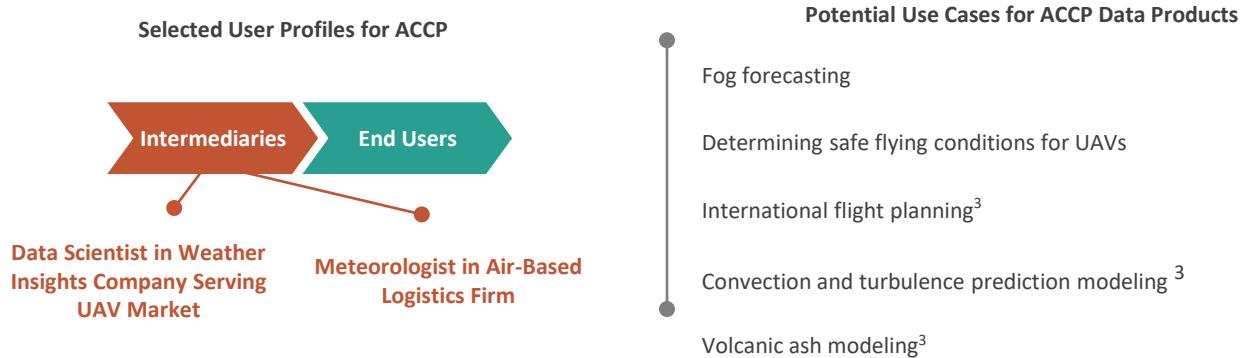 Selected User Profiles for ACCP
Intermediaries
End Users
Data Scientist in Weather
Insights Company Serving
UAV Market
Meteorologist in Air-Based
Logistics Firm
Potential Use Cases for ACCP Data Products
Fog forecasting
Determining safe flying conditions for UAVs
International flight planning³
Convection and turbulence prediction modeling ³
Volcanic ash modeling³